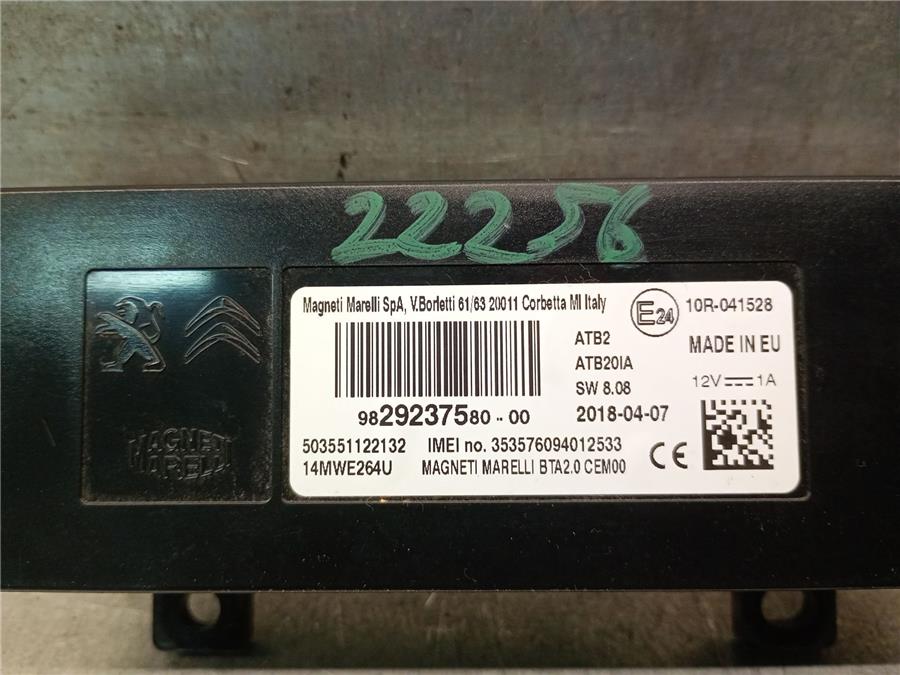 22256
Magneti Marelli SpA, V.Borletti 61/63 20011 Corbetta MI Italy
E24
10R-041528
ATB2
MADE IN EU
ATB20IA
SW 8.08
12V 1A
9829237580-00
2018-04-07
503551122132 IMEI no. 353576094012533
14MWE264U MAGNETI MARELLI BTA2.0 CEM00
CE
MAGNETI
MARELLI